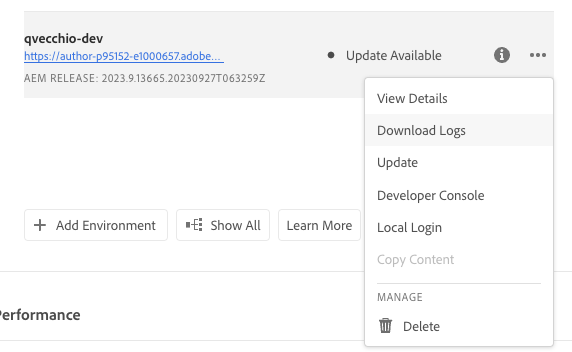 qvecchio-dev
https://author-p95152-e1000657.adobe...
Update Available
AEM RELEASE: 2023.9.13665.20230927T063259Z
View Details
Download Logs
Update
Developer Console
Local Login
Copy Content
MANAGE
Delete
Add Environment
Show All
Learn More
Performance